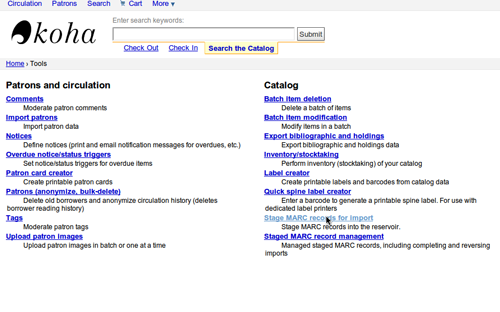 Circulation Patrons Search Cart More ▼
Enter search keywords:
koha
Submit
Check Out Check In Search the Catalog
Home › Tools
Patrons and circulation
Comments
Moderate patron comments
Import patrons
Import patron data
Notices
Define notices (print and email notification messages for overdues, etc.)
Overdue notice/status triggers
Set notice/status triggers for overdue items
Patron card creator
Create printable patron cards
Patrons (anonymize, bulk-delete)
Delete old borrowers and anonymize circulation history (deletes
borrower reading history)
Tags
Moderate patron tags
Upload patron images
Upload patron images in batch or one at a time
Catalog
Batch item deletion
Delete a batch of items
Batch item modification
Modify items in a batch
Export bibliographic and holdings
Export bibliographic and holdings data
Inventory/stocktaking
Perform inventory (stocktaking) of your catalog
Label creator
Create printable labels and barcodes from catalog data
Quick spine label creator
Enter a barcode to generate a printable spine label. For use with
dedicated label printers
Stage MARC records for import
Stage MARC records into the reservoir.
Staged MARC record management
Managed staged MARC records, including completing and reversing
imports